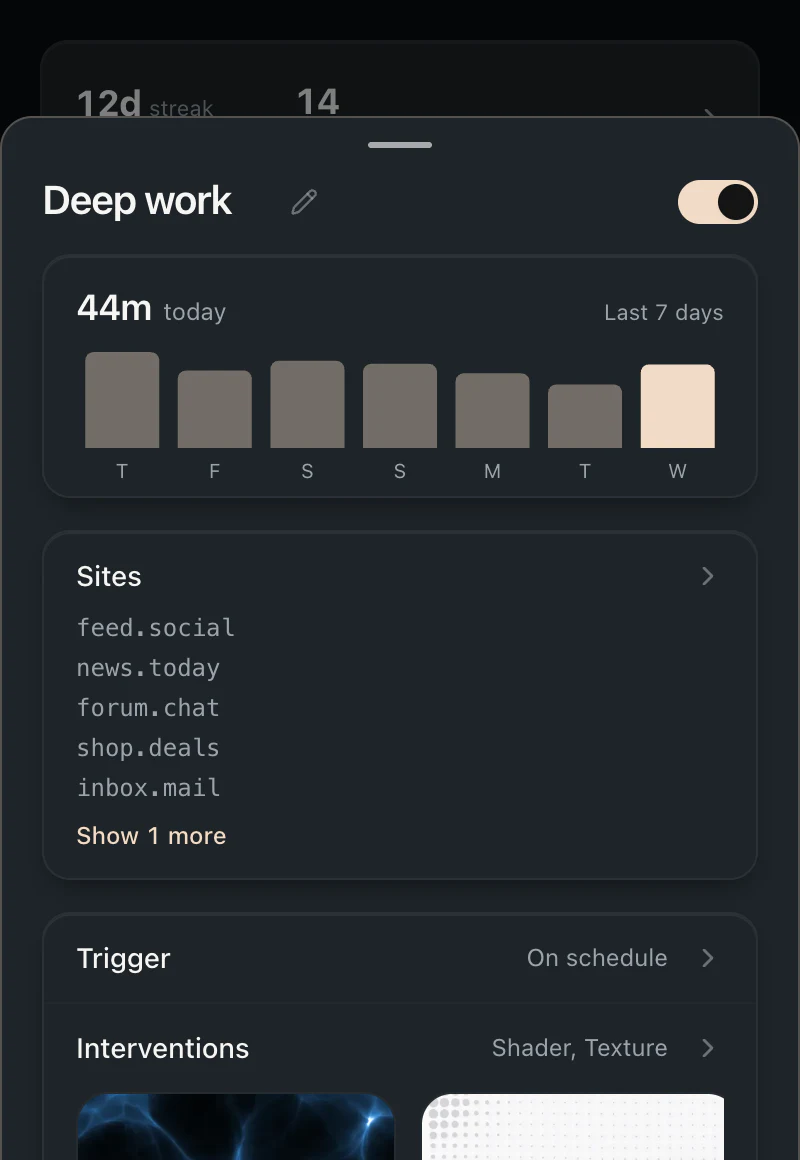 12d streak
14
Deep work
44m today
Last 7 days
T F S S M T W
Sites
feed.social
news.today
forum.chat
shop.deals
inbox.mail
Show 1 more
Trigger
On schedule
Interventions
Shader, Texture